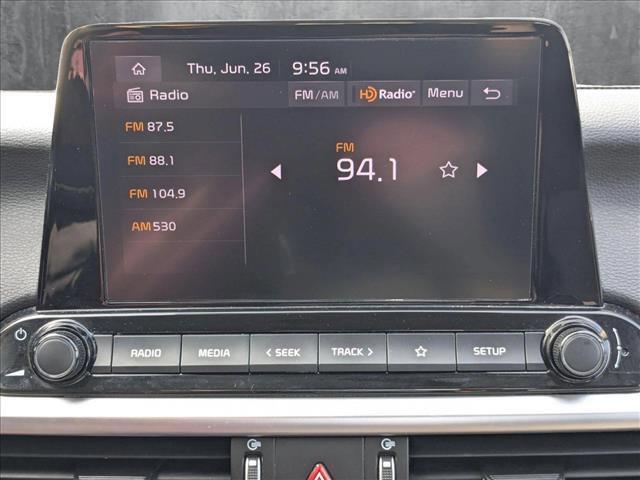 Thu, Jun, 26 9:56 AM
Radio FM/AM HD Radio Menu
FM 87.5
FM 88.1
FM 104.9
AM 530
FM
94.1
RADIO MEDIA < SEEK TRACK > SETUP